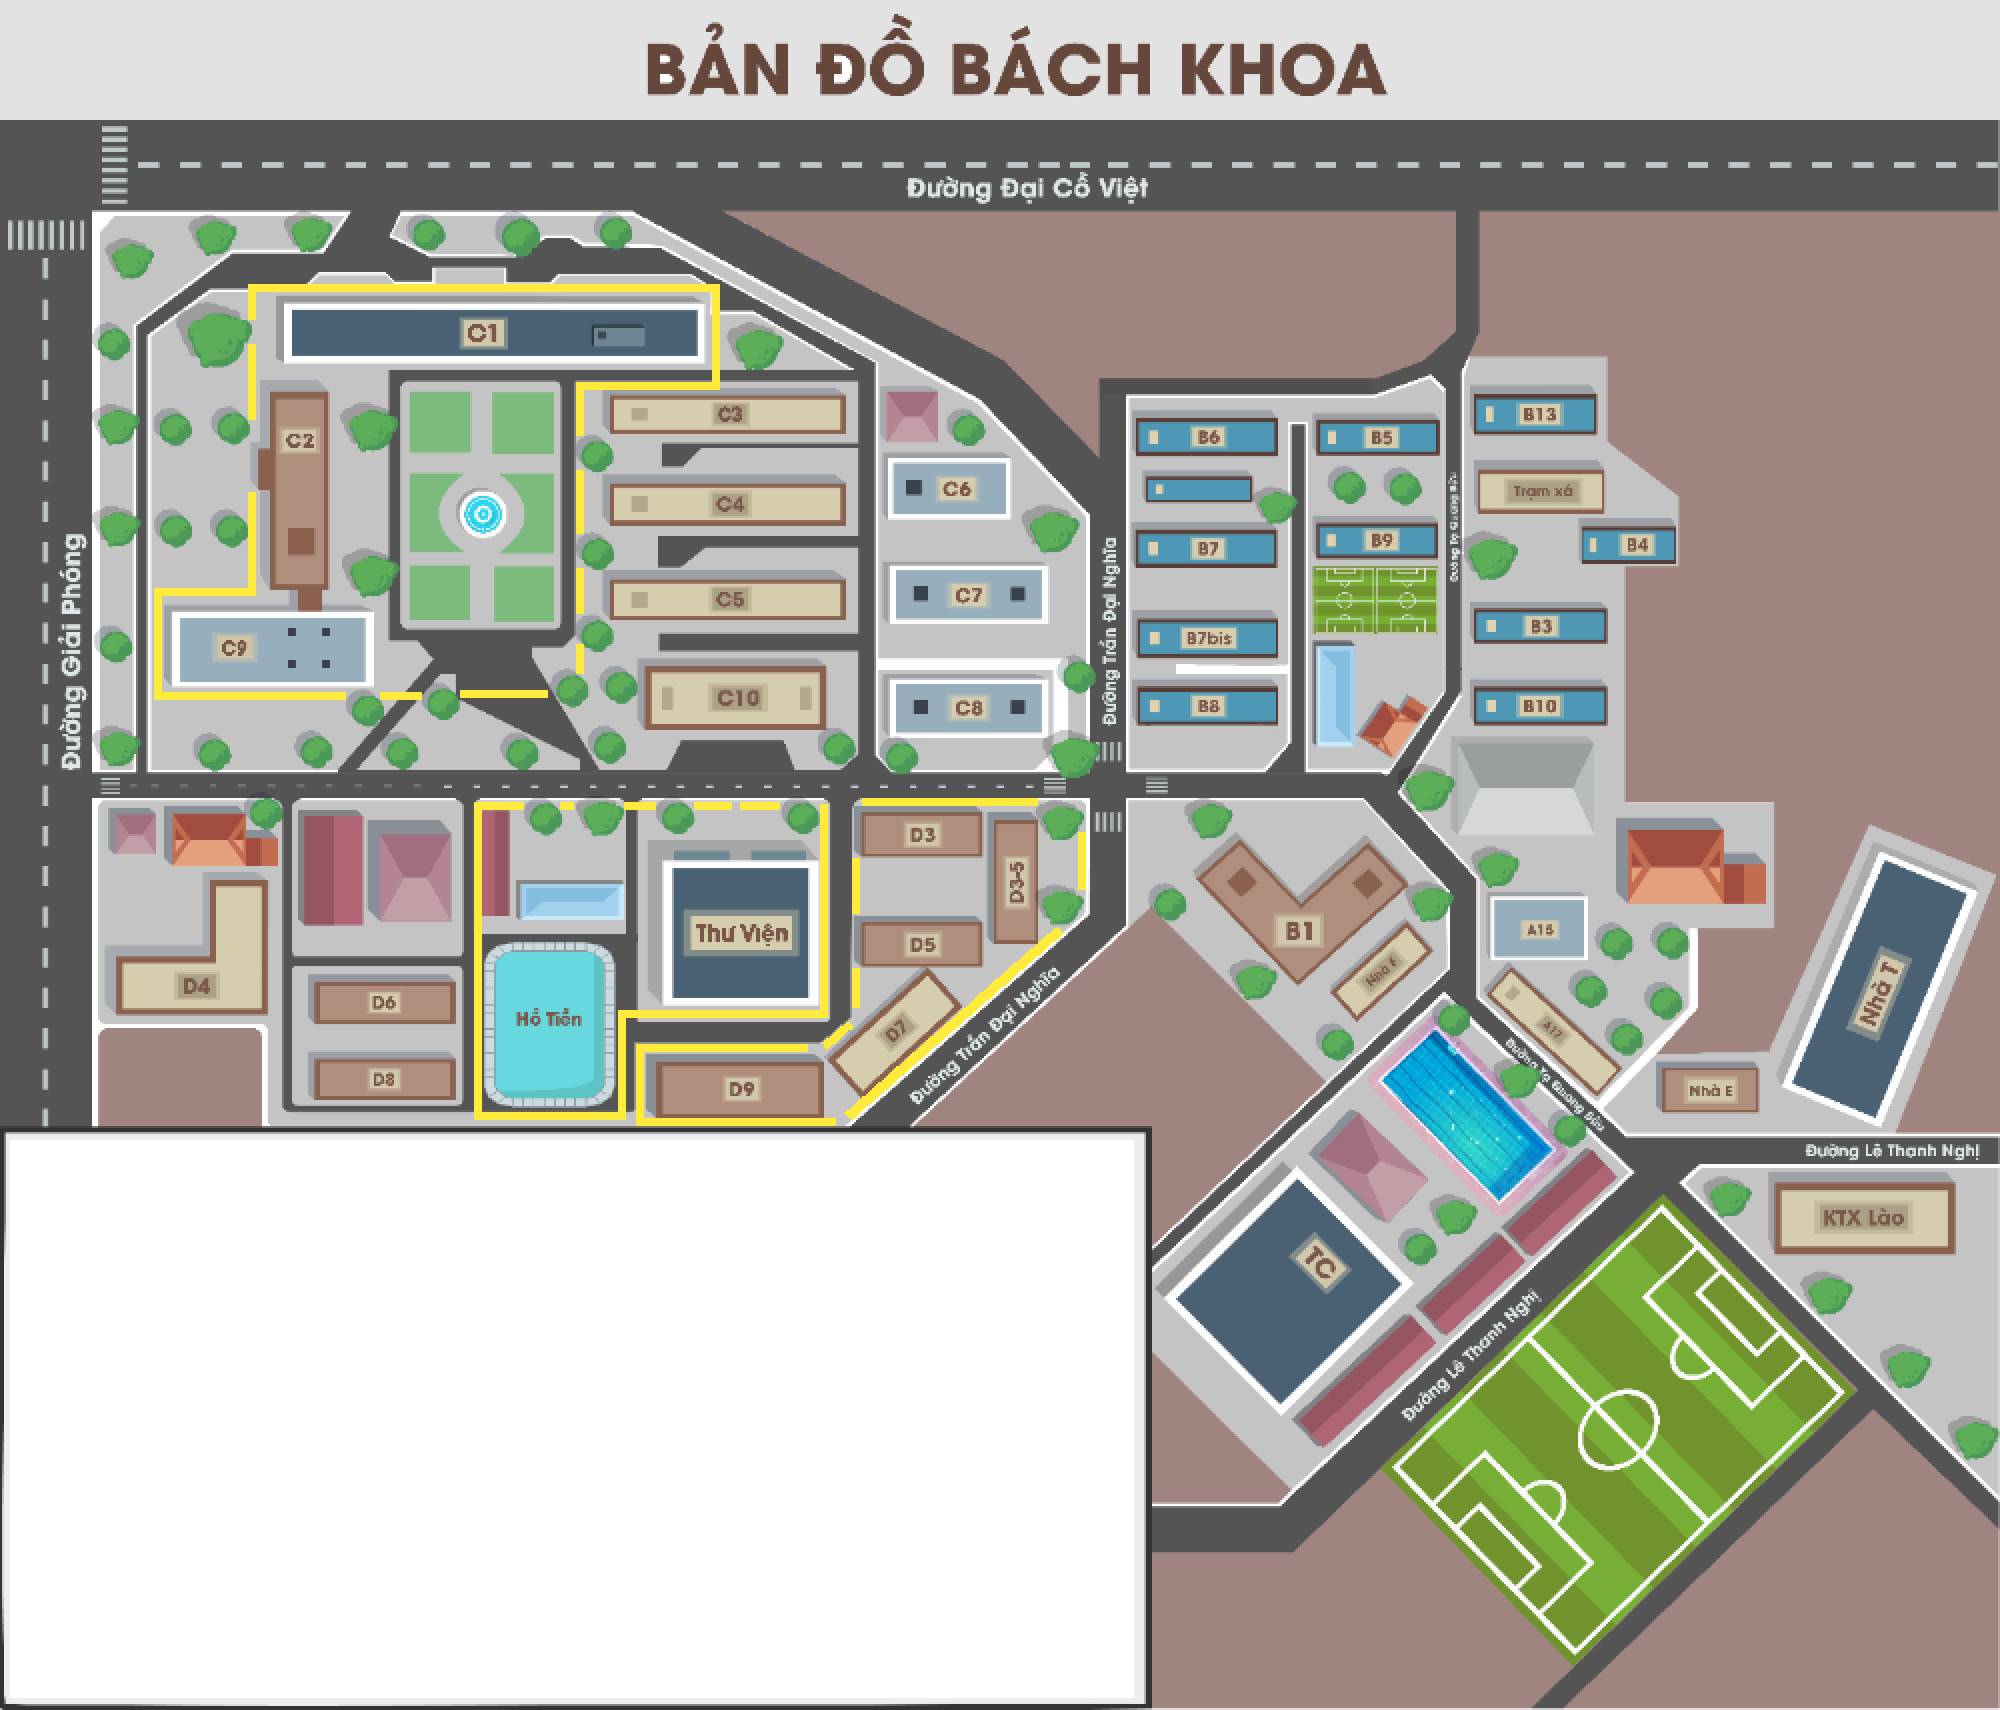 BẢN ĐỒ BÁCH KHOA
Đường Đại Cồ Việt
C1
C2
C3
C4
C5
C6
C7
C8
C9
C10
Đường Giải Phóng
Đường Trần Đại Nghĩa
B6
B5
B13
Trạm xá
B7
B9
B4
B7bis
B3
B8
B10
Đường Tạ Quang Bửu
D3
D3-5
D4
Thư Viện
D5
D6
Hồ Tiền
D7
D8
D9
Đường Trần Đại Nghĩa
B1
Nhà F
A15
A17
Nhà T
Nhà E
Đường Tạ Quang Bửu
Đường Lê Thanh Nghị
KTX Lào
TC
Đường Lê Thanh Nghị